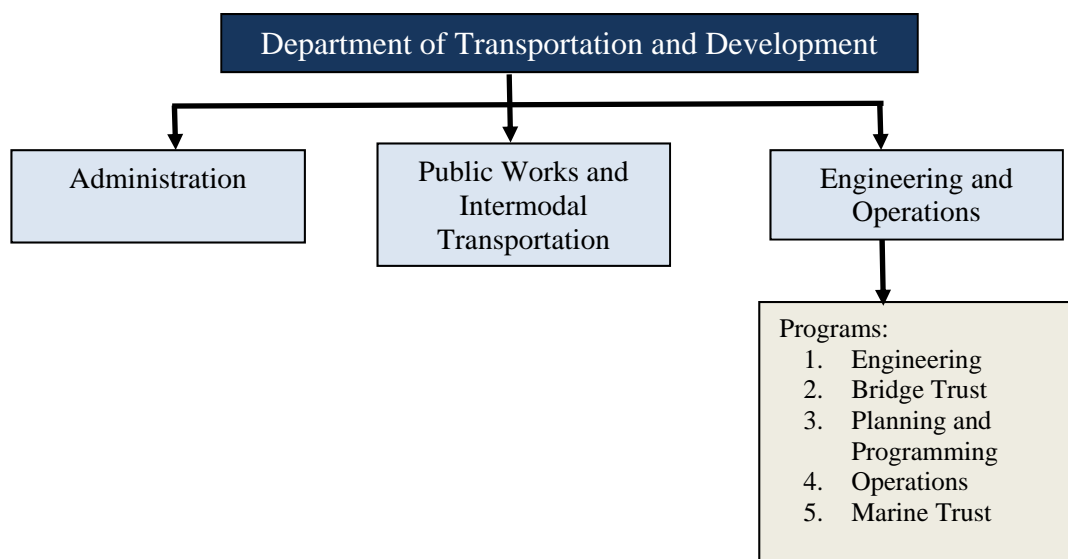 Department of Transportation and Development
Administration
Public Works and
Intermodal
Transportation
Engineering and
Operations
Programs:
1. Engineering
2. Bridge Trust
3. Planning and
Programming
4. Operations
5. Marine Trust